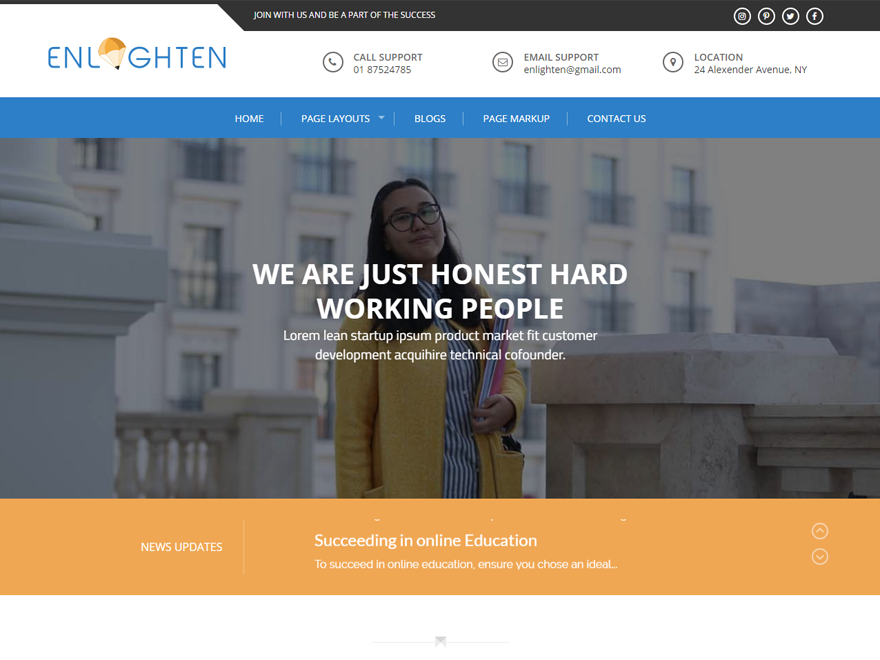 JOIN WITH US AND BE A PART OF THE SUCCESS
ENLIGHTEN
CALL SUPPORT
01 87524785
EMAIL SUPPORT
enlighten@gmail.com
LOCATION
24 Alexender Avenue, NY
HOME
PAGE LAYOUTS
BLOGS
PAGE MARKUP
CONTACT US
WE ARE JUST HONEST HARD
WORKING PEOPLE
Lorem lean startup ipsum product market fit customer
development acquihire technical cofounder.
NEWS UPDATES
Succeeding in online Education
To succeed in online education, ensure you chose an ideal...